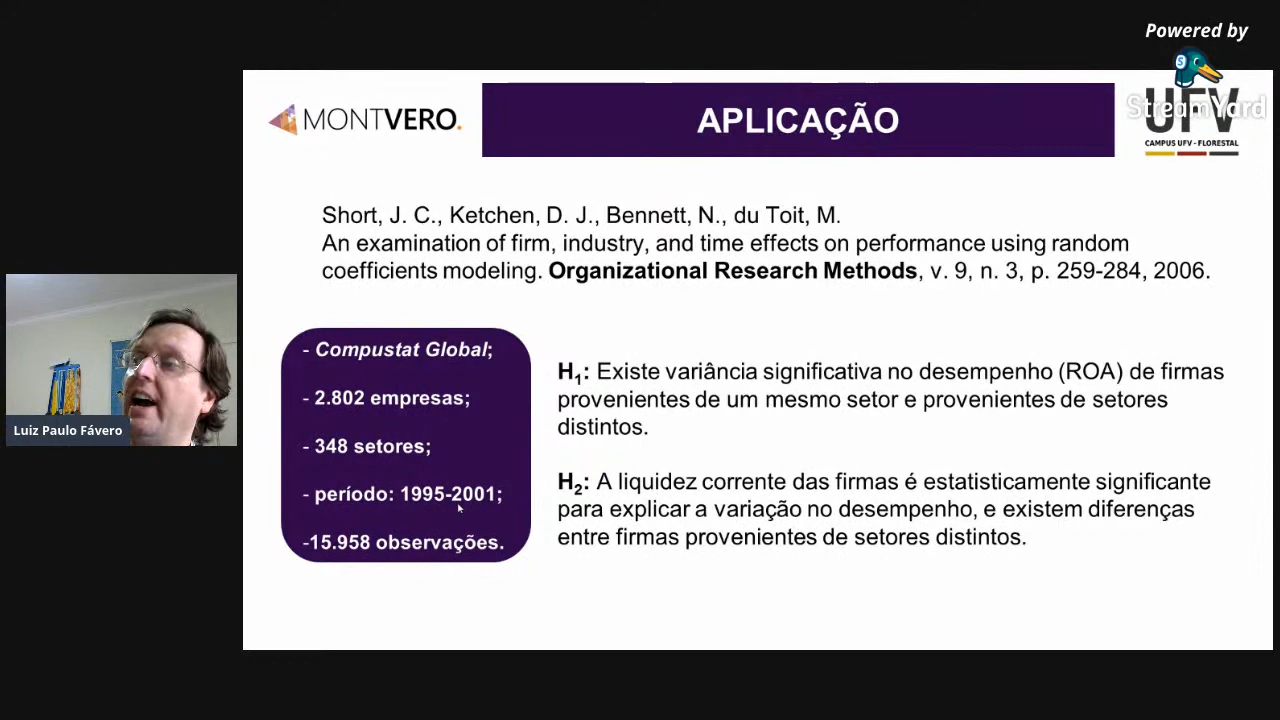 Powered by
StreamYard
MONTVERO.
APLICAÇÃO
UFV
CAMPUS UFV - FLORESTAL
Short, J. C., Ketchen, D. J., Bennett, N., du Toit, M.
An examination of firm, industry, and time effects on performance using random
coefficients modeling. Organizational Research Methods, v. 9, n. 3, p. 259-284, 2006.
- Compustat Global;
- 2.802 empresas;
- 348 setores;
- período: 1995-2001;
-15.958 observações.
H1: Existe variância significativa no desempenho (ROA) de firmas
provenientes de um mesmo setor e provenientes de setores
distintos.
H2: A liquidez corrente das firmas é estatisticamente significante
para explicar a variação no desempenho, e existem diferenças
entre firmas provenientes de setores distintos.
Luiz Paulo Fávero